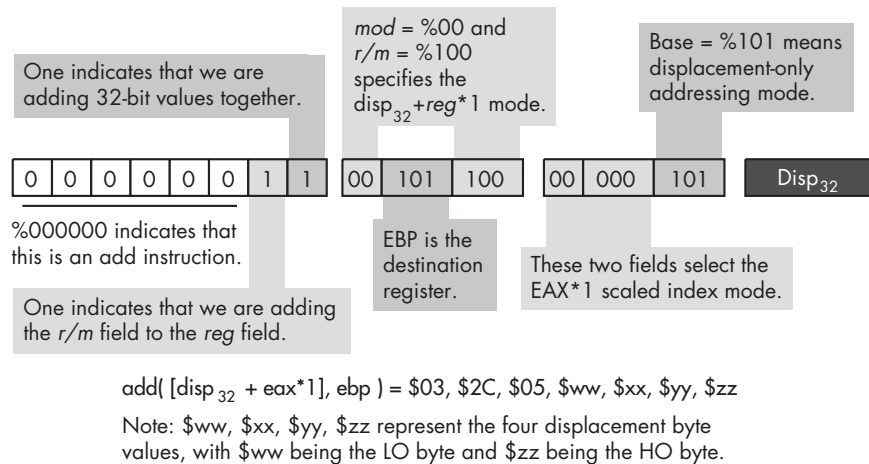 One indicates that we are
adding 32-bit values together.
mod = %00 and
r/m = %100
specifies the
disp32+reg*1 mode.
Base = %101 means
displacement-only
addressing mode.
0 0 0 0 0 0 1 1 00 101 100 00 000 101 Disp32
%000000 indicates that
this is an add instruction.
EBP is the
destination
register.
These two fields select the
EAX*1 scaled index mode.
One indicates that we are adding
the r/m field to the reg field.
add( [disp32 + eax*1], ebp ) = $03, $2C, $05, $ww, $xx, $yy, $zz
Note: $ww, $xx, $yy, $zz represent the four displacement byte
values, with $ww being the LO byte and $zz being the HO byte.